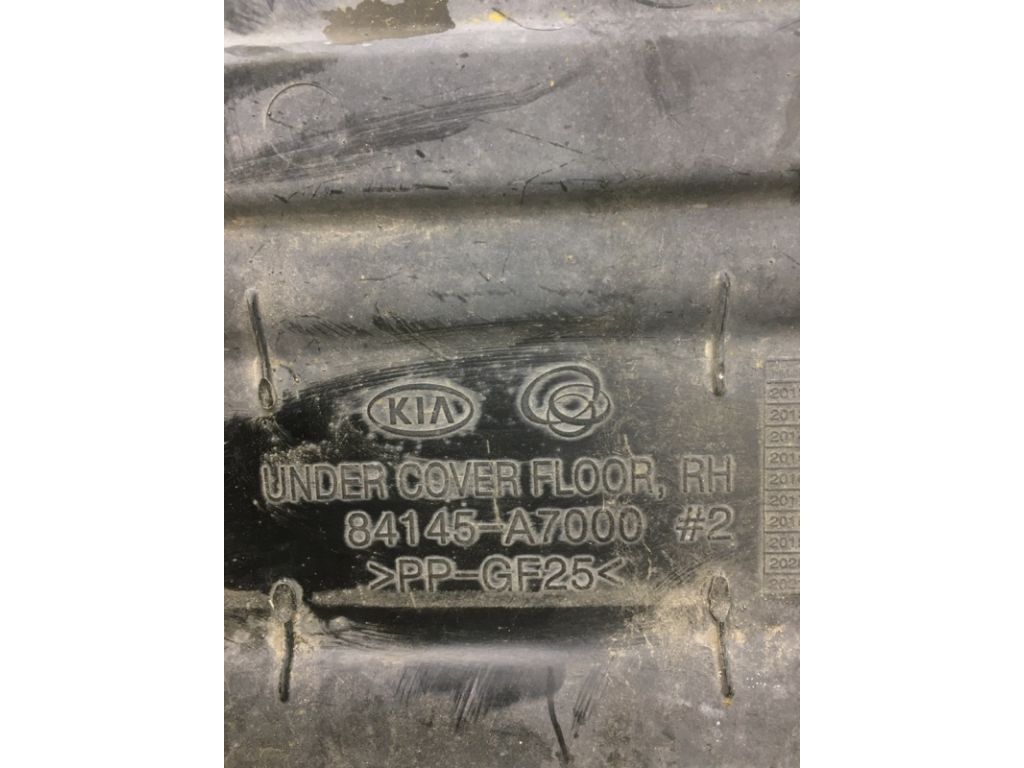 KIA
UNDER COVER FLOOR, RH
84145-A7000 #2
>PP-GF25<